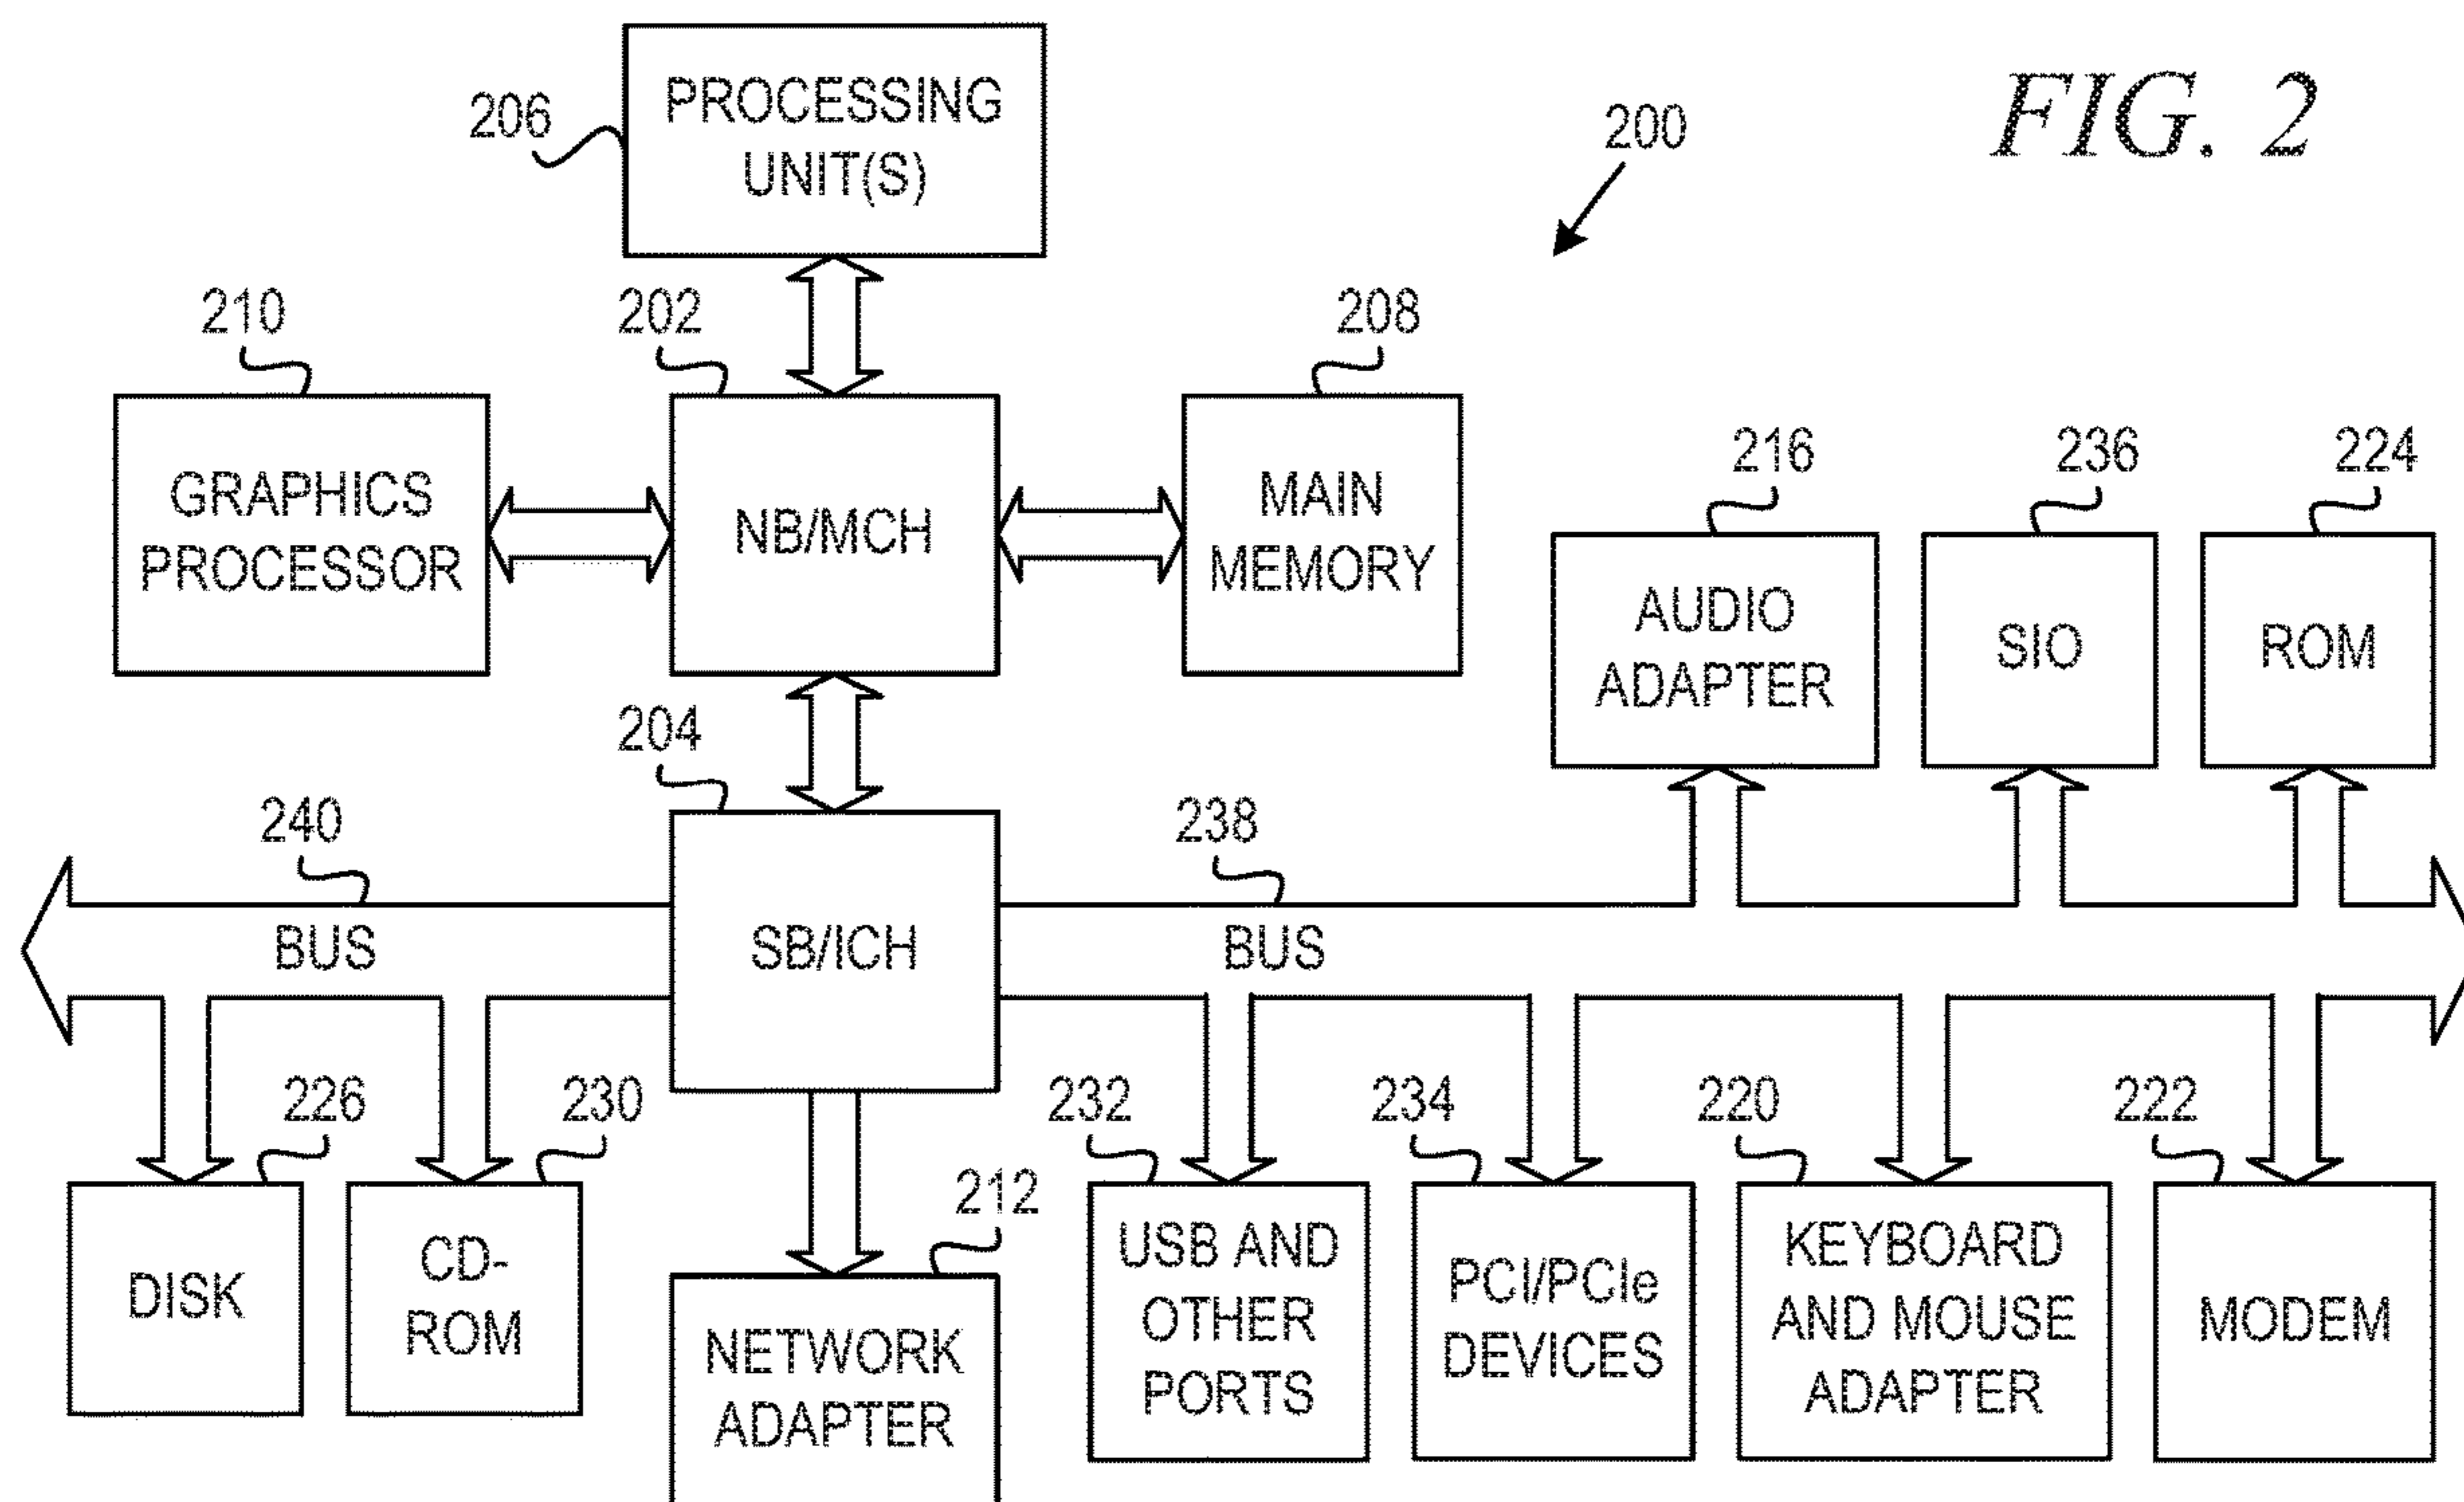 FIG. 2
200
206
PROCESSING
UNIT(S)
210
202
208
GRAPHICS
PROCESSOR
NB/MCH
MAIN
MEMORY
216
236
224
AUDIO
ADAPTER
SIO
ROM
204
240
238
BUS
SB/ICH
BUS
226
230
212
232
234
220
222
DISK
CD-
ROM
NETWORK
ADAPTER
USB AND
OTHER
PORTS
PCI/PCIe
DEVICES
KEYBOARD
AND MOUSE
ADAPTER
MODEM